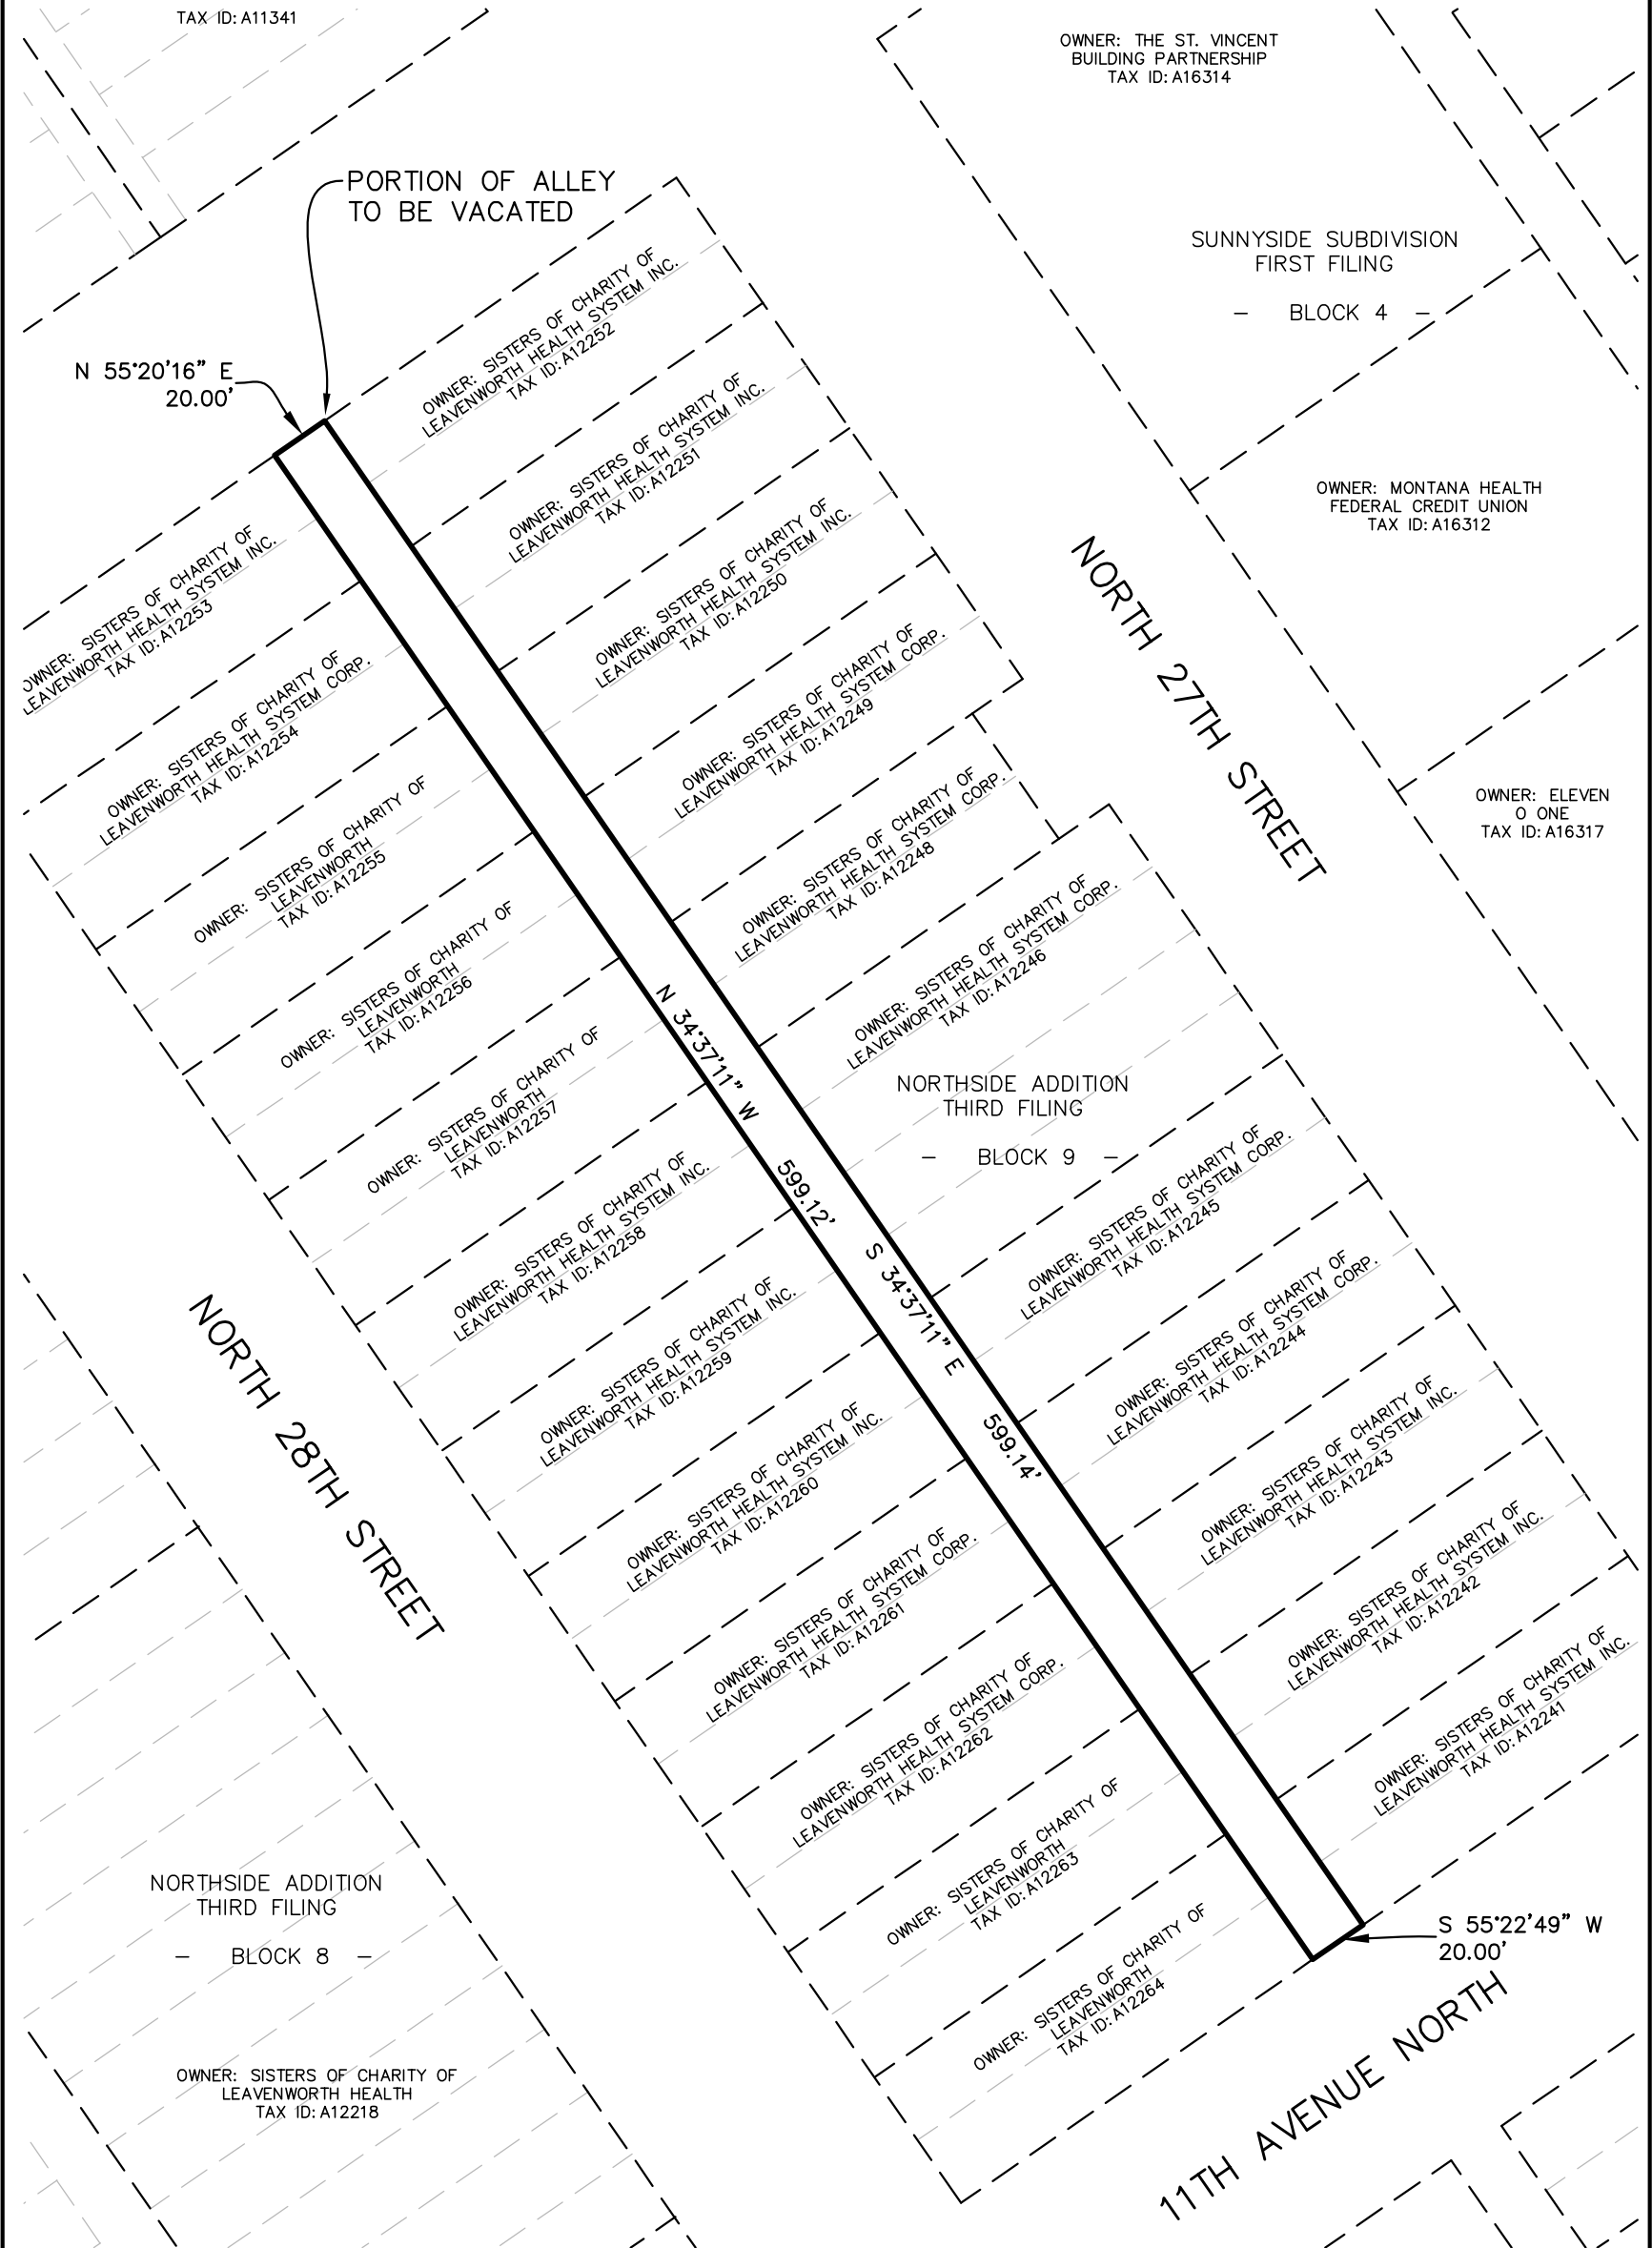 TAX ID: A11341
OWNER: THE ST. VINCENT
BUILDING PARTNERSHIP
TAX ID: A16314
PORTION OF ALLEY
TO BE VACATED
SUNNYSIDE SUBDIVISION
FIRST FILING
- BLOCK 4 -
N 55°20'16" E
20.00'
OWNER: SISTERS OF CHARITY OF
LEAVENWORTH HEALTH SYSTEM INC.
TAX ID: A12252
OWNER: SISTERS OF CHARITY OF
LEAVENWORTH HEALTH SYSTEM INC.
TAX ID: A12251
OWNER: SISTERS OF CHARITY OF
LEAVENWORTH HEALTH SYSTEM INC.
TAX ID: A12250
OWNER: SISTERS OF CHARITY OF
LEAVENWORTH HEALTH SYSTEM CORP.
TAX ID: A12249
OWNER: SISTERS OF CHARITY OF
LEAVENWORTH HEALTH SYSTEM CORP.
TAX ID: A12248
OWNER: SISTERS OF CHARITY OF
LEAVENWORTH HEALTH SYSTEM CORP.
TAX ID: A12246
NORTHSIDE ADDITION
THIRD FILING
- BLOCK 9 -
OWNER: SISTERS OF CHARITY OF
LEAVENWORTH HEALTH SYSTEM CORP.
TAX ID: A12245
OWNER: SISTERS OF CHARITY OF
LEAVENWORTH HEALTH SYSTEM CORP.
TAX ID: A12244
OWNER: SISTERS OF CHARITY OF
LEAVENWORTH HEALTH SYSTEM INC.
TAX ID: A12243
OWNER: SISTERS OF CHARITY OF
LEAVENWORTH HEALTH SYSTEM INC.
TAX ID: A12242
OWNER: SISTERS OF CHARITY OF
LEAVENWORTH HEALTH SYSTEM INC.
TAX ID: A12241
OWNER: MONTANA HEALTH
FEDERAL CREDIT UNION
TAX ID: A16312
NORTH 27TH STREET
OWNER: ELEVEN
O ONE
TAX ID: A16317
OWNER: SISTERS OF CHARITY OF
LEAVENWORTH HEALTH SYSTEM INC.
TAX ID: A12253
OWNER: SISTERS OF CHARITY OF
LEAVENWORTH HEALTH SYSTEM CORP.
TAX ID: A12254
OWNER: SISTERS OF CHARITY OF
LEAVENWORTH
TAX ID: A12255
OWNER: SISTERS OF CHARITY OF
LEAVENWORTH
TAX ID: A12256
OWNER: SISTERS OF CHARITY OF
LEAVENWORTH
TAX ID: A12257
OWNER: SISTERS OF CHARITY OF
LEAVENWORTH HEALTH SYSTEM INC.
TAX ID: A12258
OWNER: SISTERS OF CHARITY OF
LEAVENWORTH HEALTH SYSTEM INC.
TAX ID: A12259
OWNER: SISTERS OF CHARITY OF
LEAVENWORTH HEALTH SYSTEM INC.
TAX ID: A12260
OWNER: SISTERS OF CHARITY OF
LEAVENWORTH HEALTH SYSTEM CORP.
TAX ID: A12261
OWNER: SISTERS OF CHARITY OF
LEAVENWORTH HEALTH SYSTEM CORP.
TAX ID: A12262
OWNER: SISTERS OF CHARITY OF
LEAVENWORTH
TAX ID: A12263
OWNER: SISTERS OF CHARITY OF
LEAVENWORTH
TAX ID: A12264
N 34°37'11" W 599.12'
S 34°37'11" E 599.14'
NORTH 28TH STREET
NORTHSIDE ADDITION
THIRD FILING
- BLOCK 8 -
S 55°22'49" W
20.00'
11TH AVENUE NORTH
OWNER: SISTERS OF CHARITY OF
LEAVENWORTH HEALTH
TAX ID: A12218